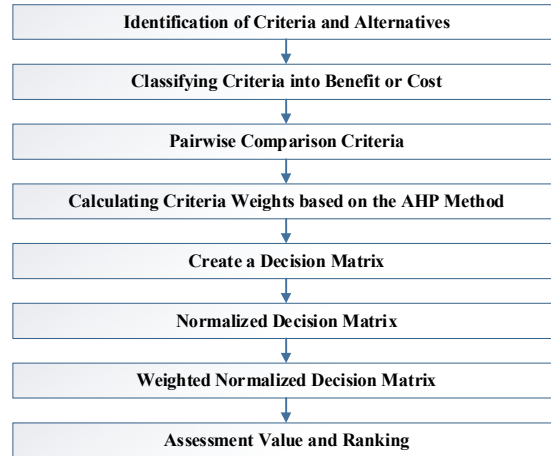 Identification of Criteria and Alternatives
Classifying Criteria into Benefit or Cost
Pairwise Comparison Criteria
Calculating Criteria Weights based on the AHP Method
Create a Decision Matrix
Normalized Decision Matrix
Weighted Normalized Decision Matrix
Assessment Value and Ranking